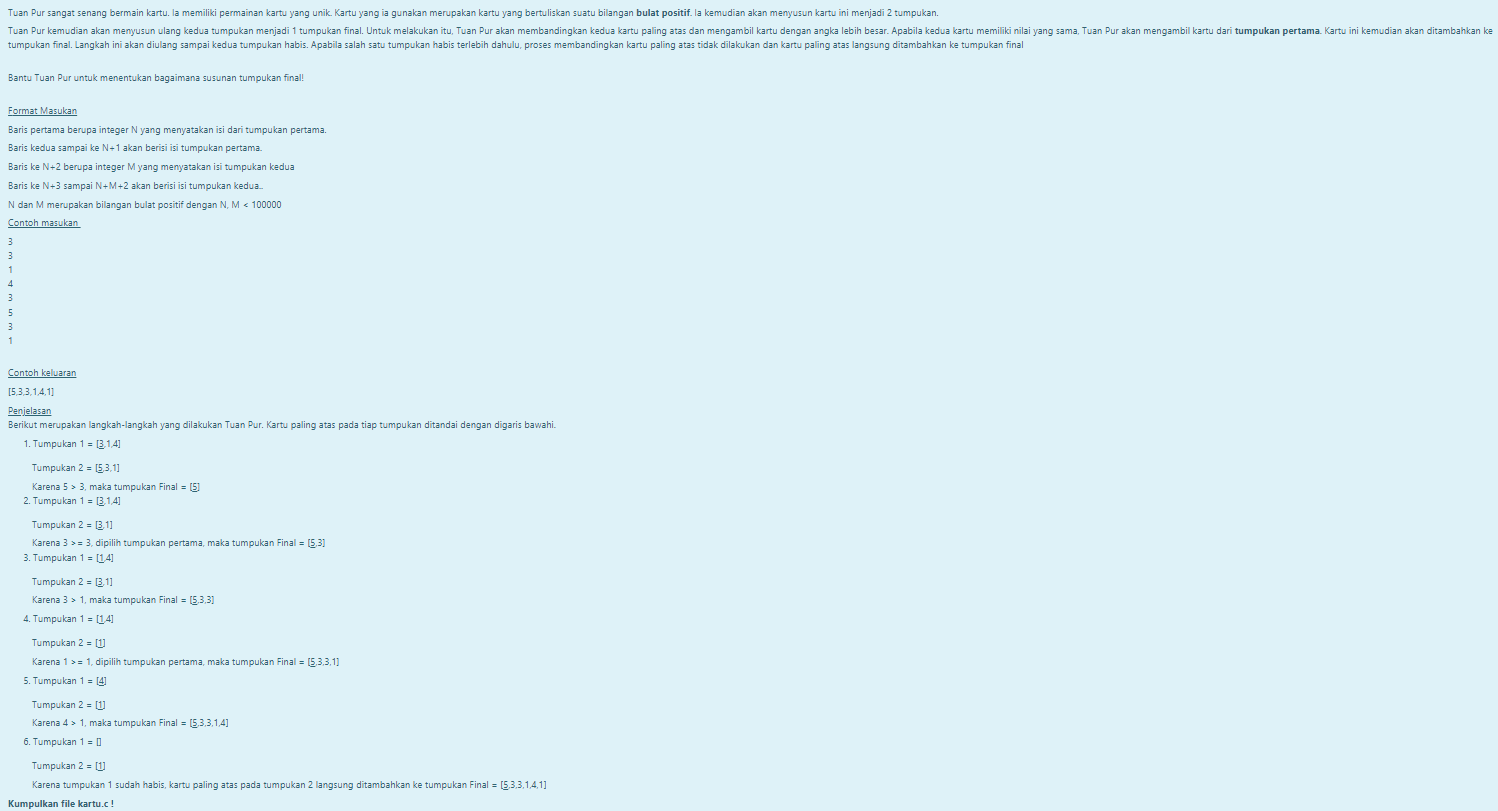 Tuan Pur sangat senang bermain kartu. Ia memiliki permainan kartu yang unik. Kartu yang ia gunakan merupakan kartu yang bertuliskan suatu bilangan bulat positif. Ia kemudian akan menyusun kartu ini menjadi 2 tumpukan.
Tuan Pur kemudian akan menyusun ulang kedua tumpukan menjadi 1 tumpukan final. Untuk melakukan itu, Tuan Pur akan membandingkan kedua kartu paling atas dan mengambil kartu dengan angka lebih besar. Apabila kedua kartu memiliki nilai yang sama, Tuan Pur akan mengambil kartu dari tumpukan pertama. Kartu ini kemudian akan ditambahkan ke
tumpukan final. Langkah ini akan diulang sampai kedua tumpukan habis. Apabila salah satu tumpukan habis terlebih dahulu, proses membandingkan kartu paling atas tidak dilakukan dan kartu paling atas langsung ditambahkan ke tumpukan final
Bantu Tuan Pur untuk menentukan bagaimana susunan tumpukan final!
Format Masukan
Baris pertama berupa integer N yang menyatakan isi dari tumpukan pertama.
Baris kedua sampai ke N+1 akan berisi isi tumpukan pertama.
Baris ke N+2 berupa integer M yang menyatakan isi tumpukan kedua
Baris ke N+3 sampai N+M+2 akan berisi isi tumpukan kedua..
N dan M merupakan bilangan bulat positif dengan N, M < 100000
Contoh masukan
3
3
1
4
3
5
3
1
Contoh keluaran
[5,3,3,1,4,1]
Penjelasan
Berikut merupakan langkah-langkah yang dilakukan Tuan Pur. Kartu paling atas pada tiap tumpukan ditandai dengan digaris bawahi.
1. Tumpukan 1 = [3,1,4]
Tumpukan 2 = [5,3,1]
Karena 5 > 3, maka tumpukan Final = [5]
2. Tumpukan 1 = [3,1,4]
Tumpukan 2 = [3,1]
Karena 3 >= 3, dipilih tumpukan pertama, maka tumpukan Final = [5,3]
3. Tumpukan 1 = [1,4]
Tumpukan 2 = [3,1]
Karena 3 > 1, maka tumpukan Final = [5,3,3]
4. Tumpukan 1 = [1,4]
Tumpukan 2 = [1]
Karena 1 >= 1, dipilih tumpukan pertama, maka tumpukan Final = [5,3,3,1]
5. Tumpukan 1 = [4]
Tumpukan 2 = [1]
Karena 4 > 1, maka tumpukan Final = [5,3,3,1,4]
6. Tumpukan 1 = []
Tumpukan 2 = [1]
Karena tumpukan 1 sudah habis, kartu paling atas pada tumpukan 2 langsung ditambahkan ke tumpukan Final = [5,3,3,1,4,1]
Kumpulkan file kartu.c !